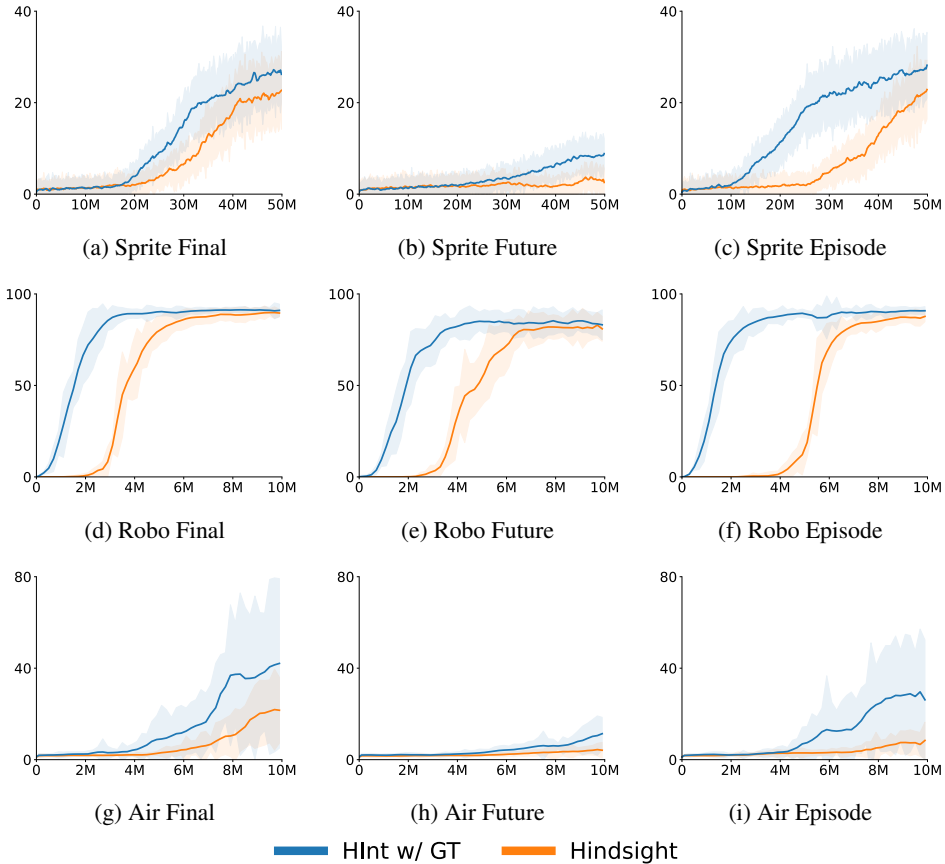 40
20
0
0 10M 20M 30M 40M 50M
(a) Sprite Final
40
20
0
0 10M 20M 30M 40M 50M
(b) Sprite Future
40
20
0
0 10M 20M 30M 40M 50M
(c) Sprite Episode
100
50
0
0 2M 4M 6M 8M 10M
(d) Robo Final
100
50
0
0 2M 4M 6M 8M 10M
(e) Robo Future
100
50
0
0 2M 4M 6M 8M 10M
(f) Robo Episode
80
40
0
0 2M 4M 6M 8M 10M
(g) Air Final
80
40
0
0 2M 4M 6M 8M 10M
(h) Air Future
80
40
0
0 2M 4M 6M 8M 10M
(i) Air Episode
HInt w/ GT Hindsight